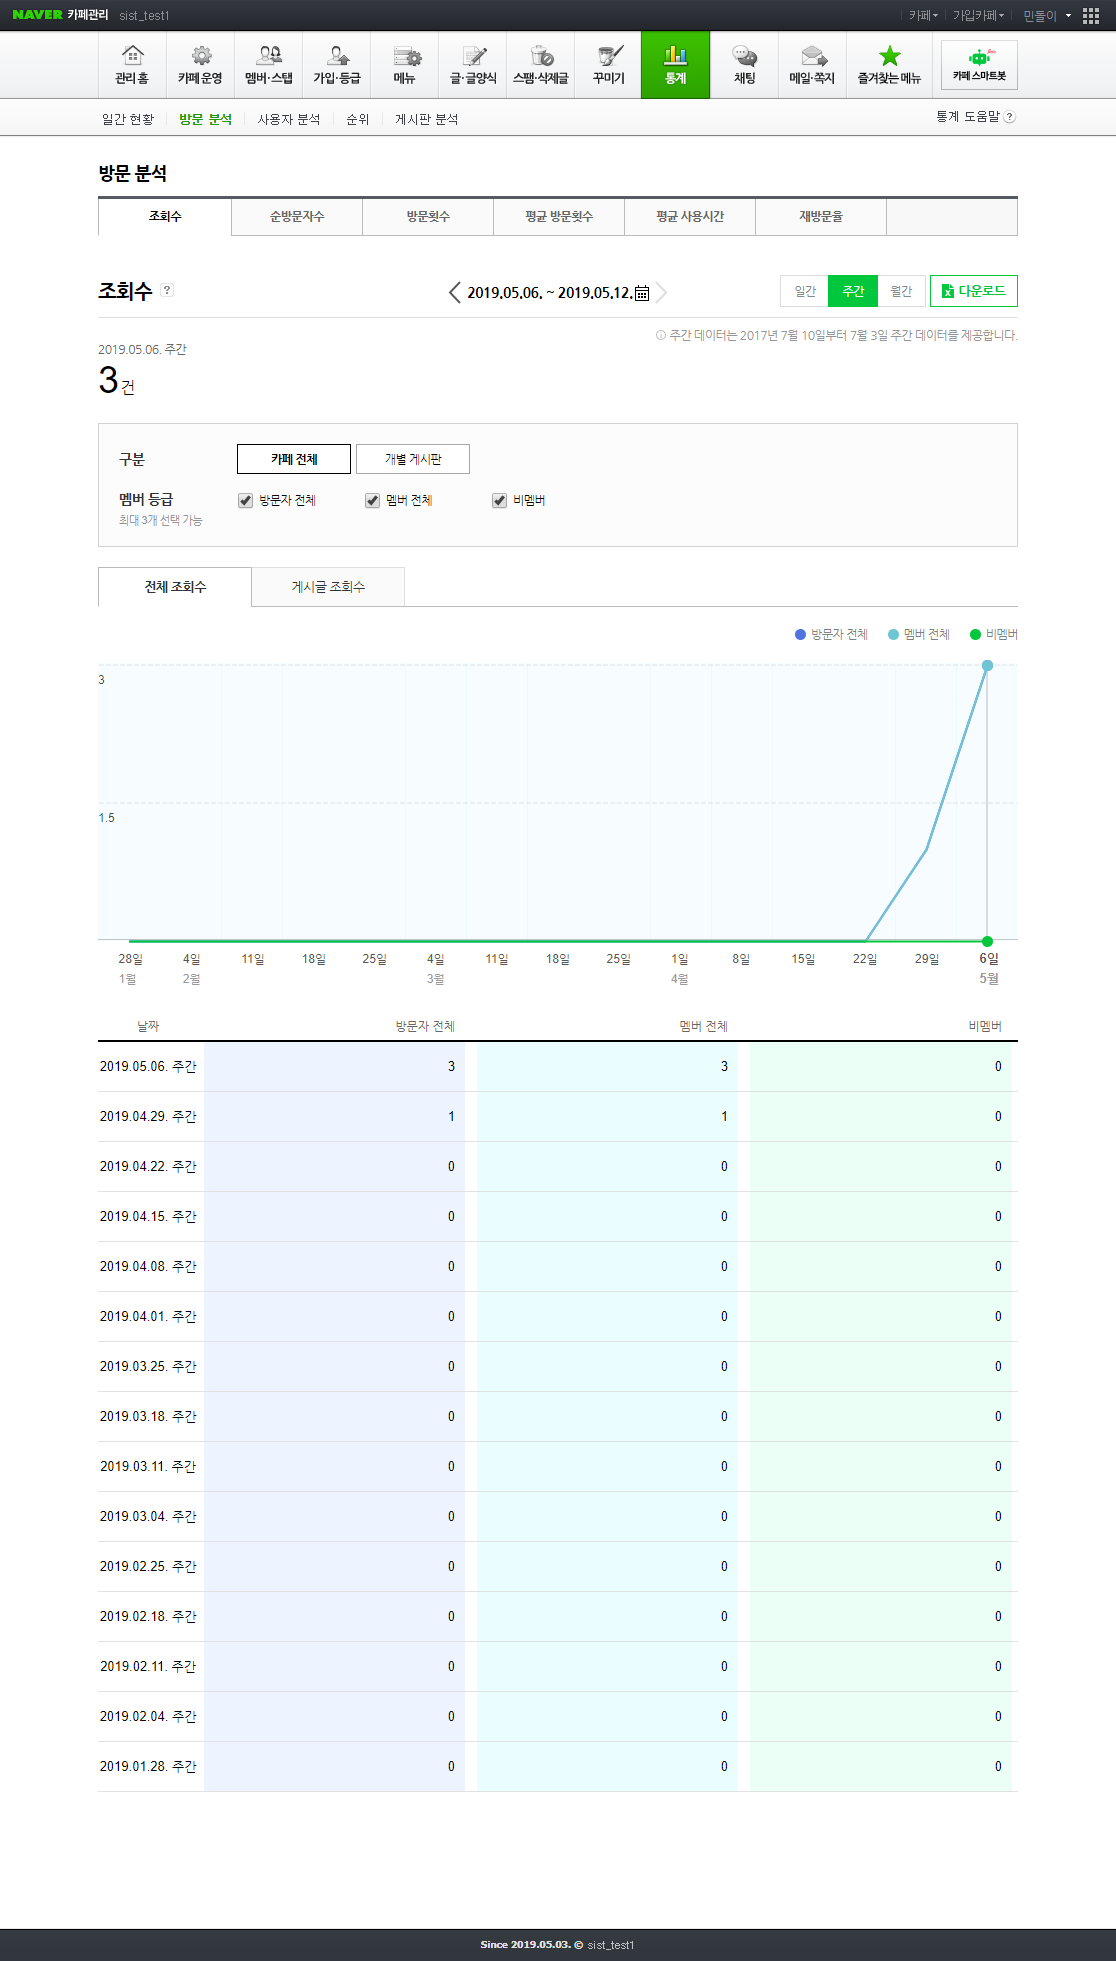 NAVER 카페관리 sist_test1 카페 가입카페 민돌이
관리 홈 카페 운영 멤버·스탭 가입·등급 메뉴 글·글양식 스팸·삭제글 꾸미기 통계 채팅 메일·쪽지 즐겨찾는 메뉴 카페 스마트봇
일간 현황 방문 분석 사용자 분석 순위 게시판 분석 통계 도움말 ?
방문 분석
조회수 순방문자수 방문횟수 평균 방문횟수 평균 사용시간 재방문율
조회수 ? 2019.05.06. ~ 2019.05.12. 일간 주간 월간 다운로드
주간 데이터는 2017년 7월 10일부터 7월 3일 주간 데이터를 제공합니다.
2019.05.06. 주간
3건
구분 카페 전체 개별 게시판
멤버 등급 방문자 전체 멤버 전체 비멤버
최대 3개 선택 가능
전체 조회수 게시글 조회수
방문자 전체 멤버 전체 비멤버
3
1.5
28일 4일 11일 18일 25일 4일 11일 18일 25일 1일 8일 15일 22일 29일 6일
1월 2월 3월 4월 5월
날짜 방문자 전체 멤버 전체 비멤버
2019.05.06. 주간 3 3 0
2019.04.29. 주간 1 1 0
2019.04.22. 주간 0 0 0
2019.04.15. 주간 0 0 0
2019.04.08. 주간 0 0 0
2019.04.01. 주간 0 0 0
2019.03.25. 주간 0 0 0
2019.03.18. 주간 0 0 0
2019.03.11. 주간 0 0 0
2019.03.04. 주간 0 0 0
2019.02.25. 주간 0 0 0
2019.02.18. 주간 0 0 0
2019.02.11. 주간 0 0 0
2019.02.04. 주간 0 0 0
2019.01.28. 주간 0 0 0
Since 2019.05.03. © sist_test1